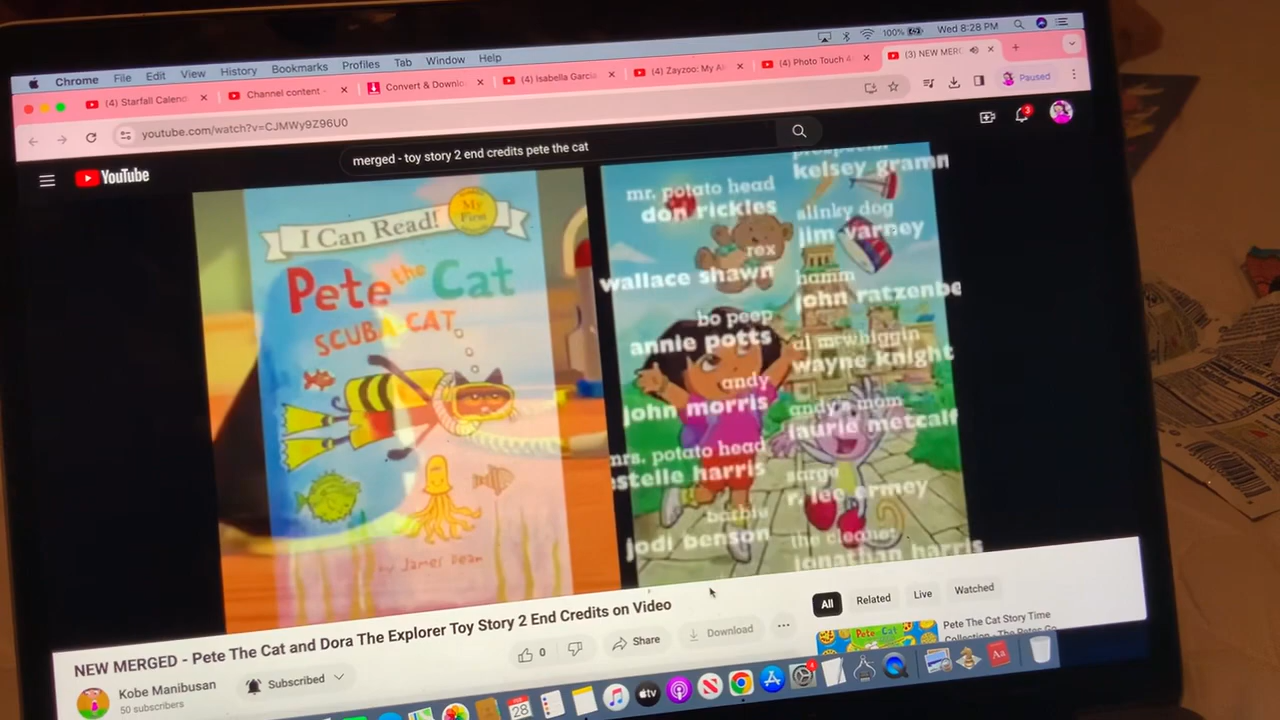 Chrome File Edit View History Bookmarks Profiles Tab Window Help
100% Wed 8:28 PM
(4) Starfall Calend
Channel content -
Convert & Downlo
(4) Isabella Garcia
(4) Zayzoo: My Al
(4) Photo Touch 4
(3) NEW MERG
youtube.com/watch?v=CJMWy9Z96U0
Paused
YouTube
merged - toy story 2 end credits pete the cat
3
I Can Read!
My
First
Pete the Cat
SCUBA CAT
by James Dean
kelsey gramm
mr. potato head
don rickles
slinky dog
jim varney
rex
wallace shawn
hamm
john ratzenbe
bo peep
annie potts
al mcwhiggin
wayne knight
andy
john morris
andy's mom
laurie metcalf
mrs. potato head
estelle harris
sarge
r. lee ermey
barbie
jodi benson
the cleaner
jonathan harris
NEW MERGED - Pete The Cat and Dora The Explorer Toy Story 2 End Credits on Video
Kobe Manibusan
50 subscribers
Subscribed
0
Share
Download
All
Related
Live
Watched
Pete The Cat Story Time
Pete Cat
28
tv
Aa